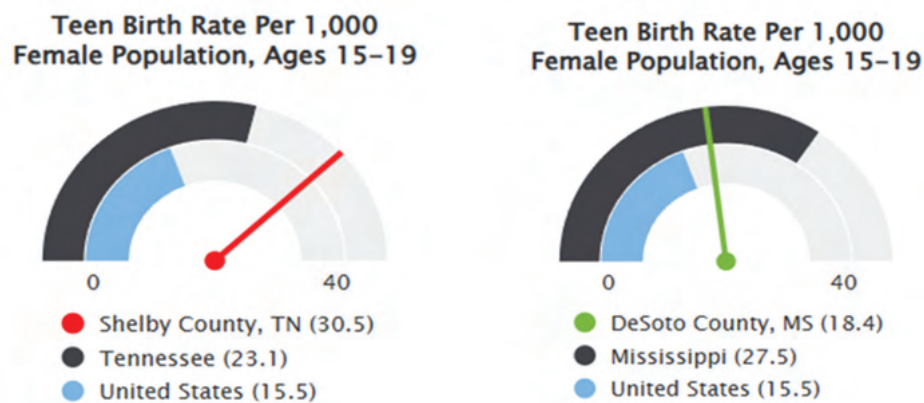 Teen Birth Rate Per 1,000
Female Population, Ages 15–19
0
40
Shelby County, TN (30.5)
Tennessee (23.1)
United States (15.5)
Teen Birth Rate Per 1,000
Female Population, Ages 15–19
0
40
DeSoto County, MS (18.4)
Mississippi (27.5)
United States (15.5)